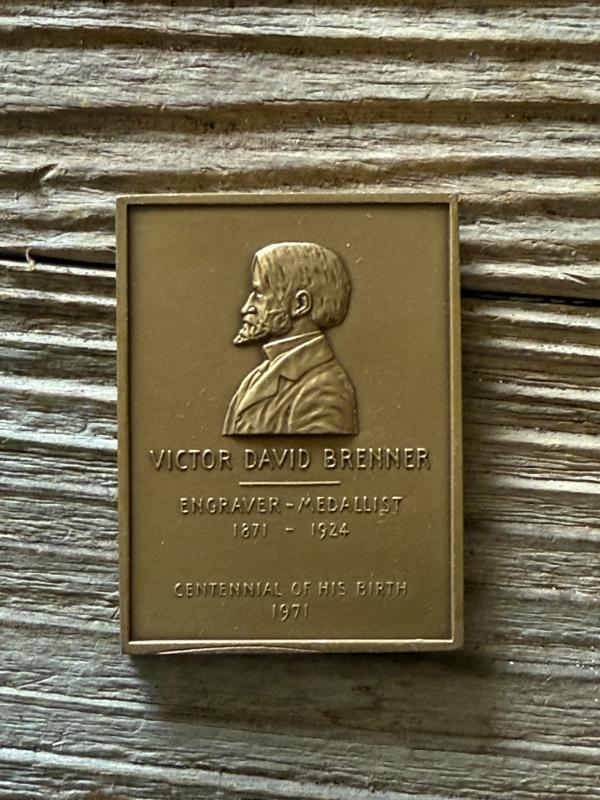 VICTOR DAVID BRENNER
ENGRAVER - MEDALLIST
1871 - 1924
CENTENNIAL OF HIS BIRTH
1971